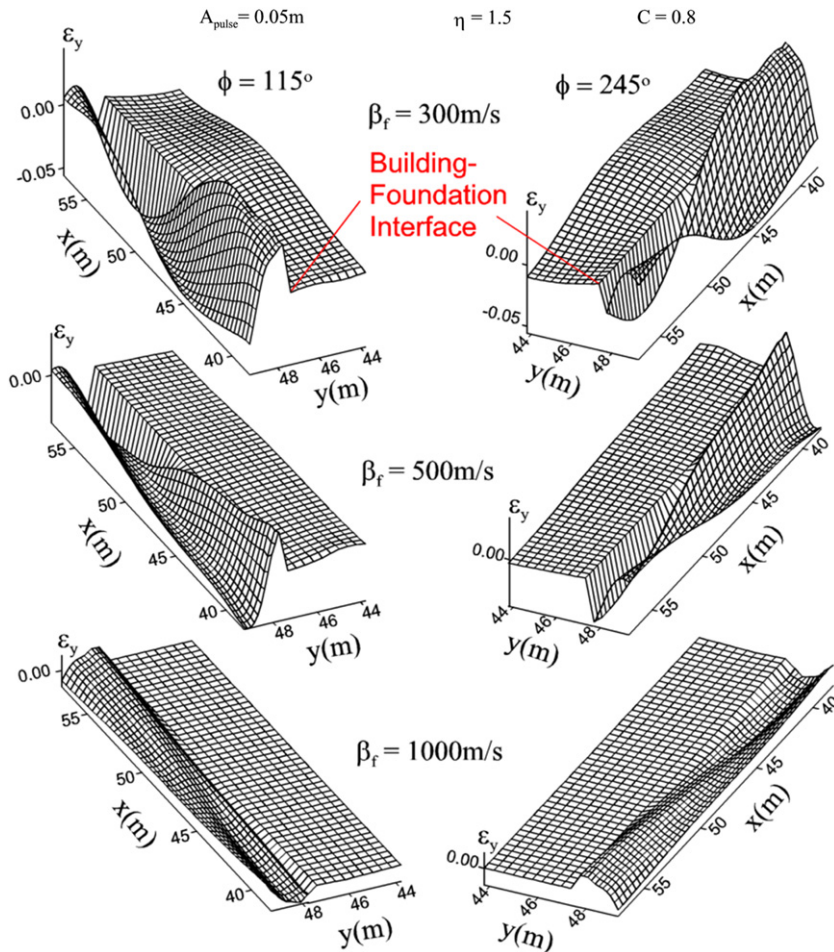 A_pulse = 0.05m η = 1.5 C = 0.8
ε_y
ϕ = 115°
ϕ = 245°
0.00
-0.05
β_f = 300m/s
Building-
Foundation
Interface
55
50
45
40
x(m)
48
46
44
y(m)
ε_y
0.00
-0.05
44
46
48
y(m)
55
50
45
40
x(m)
ε_y
0.00
β_f = 500m/s
55
50
45
40
x(m)
48
46
44
y(m)
ε_y
0.00
44
46
48
y(m)
55
50
45
40
x(m)
ε_y
0.00
β_f = 1000m/s
55
50
45
40
x(m)
48
46
44
y(m)
ε_y
0.00
44
46
48
y(m)
55
50
45
40
x(m)